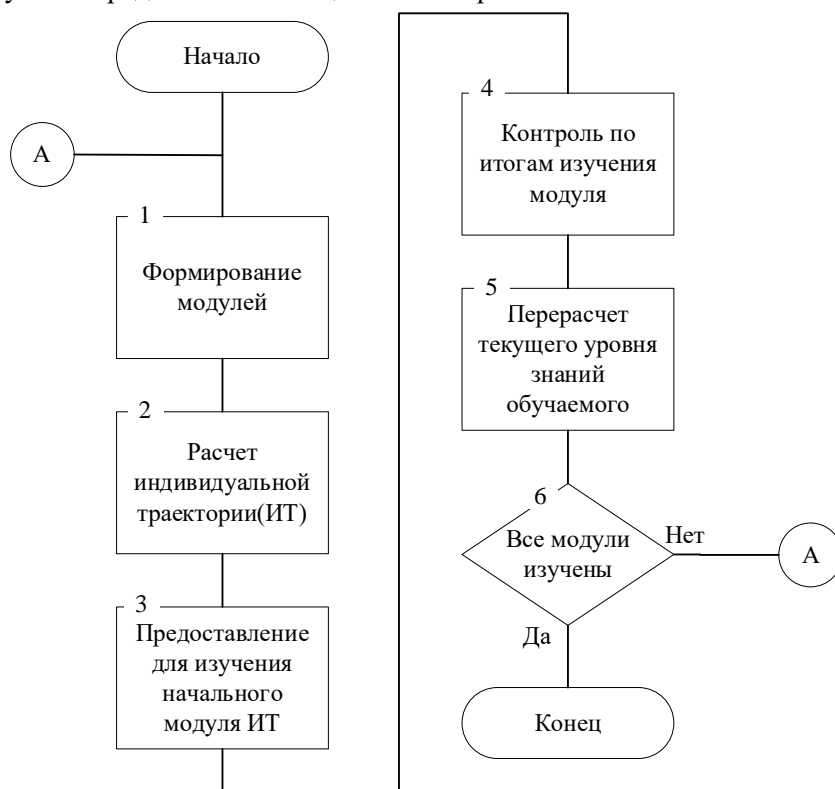 Начало
А
1
Формирование
модулей
2
Расчет
индивидуальной
траектории(ИТ)
3
Предоставление
для изучения
начального
модуля ИТ
4
Контроль по
итогам изучения
модуля
5
Перерасчет
текущего уровня
знаний
обучаемого
6
Все модули
изучены
Нет
А
Да
Конец